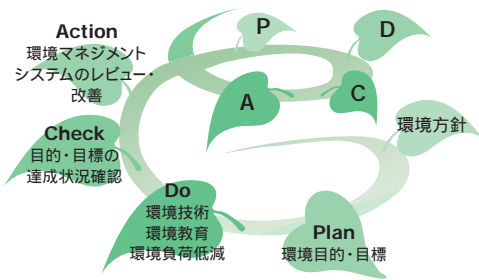 Action
環境マネジメント
システムのレビュー・
改善
P
D
A
C
Check
目的・目標の
達成状況確認
環境方針
Do
環境技術
環境教育
環境負荷低減
Plan
環境目的・目標